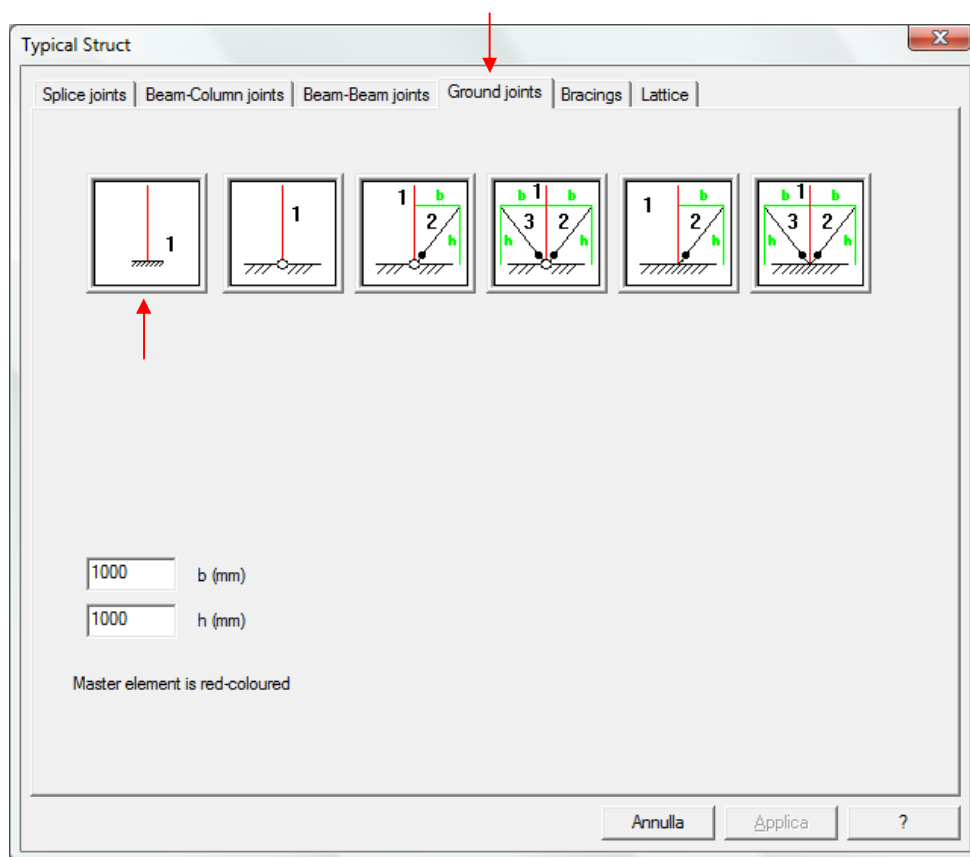 Typical Struct
X
Splice joints Beam-Column joints Beam-Beam joints Ground joints Bracings Lattice
1
1
1 b 2 h
b 1 b h 3 2 h
1 b 2 h
b 1 b h 3 2 h
1000 b (mm)
1000 h (mm)
Master element is red-coloured
Annulla Applica ?